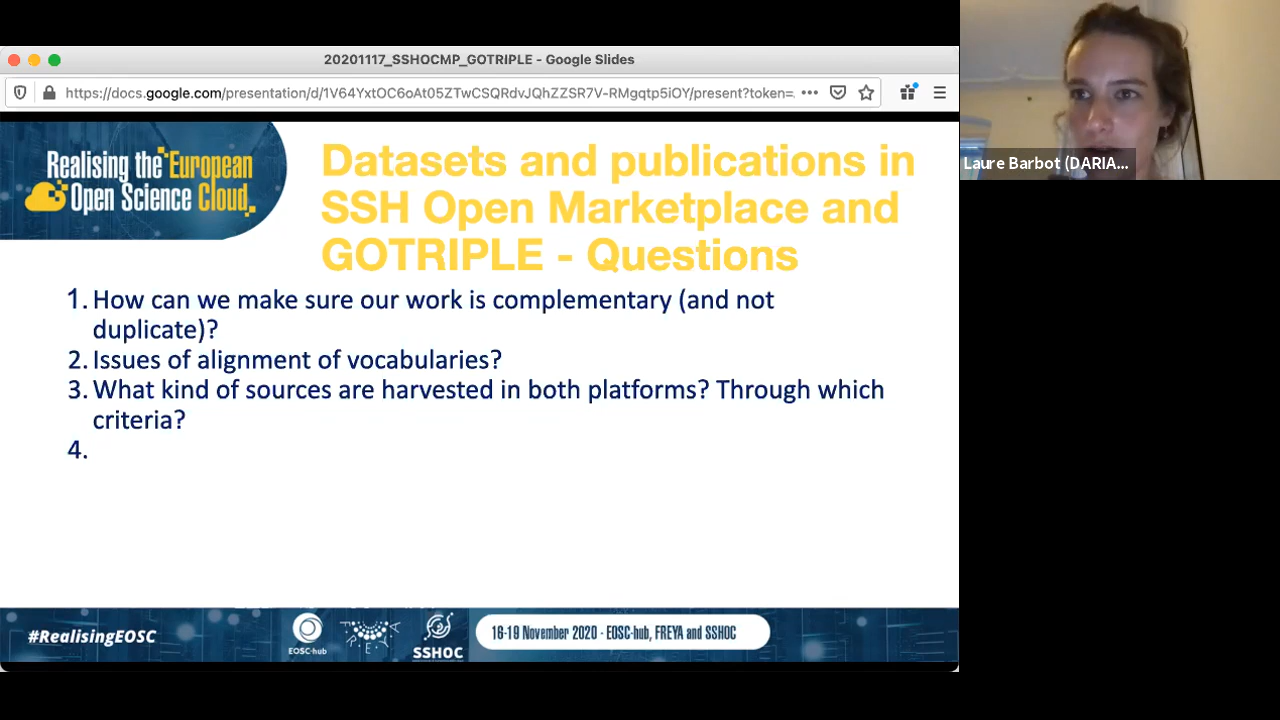 20201117_SSHOCMP_GOTRIPLE - Google Slides
https://docs.google.com/presentation/d/1V64YxtOC6oAt05ZTwCSQRdvJQhZZSR7V-RMgqtp5iOY/present?token=
Realising the European
Open Science Cloud
Datasets and publications in
SSH Open Marketplace and
GOTRIPLE - Questions
1. How can we make sure our work is complementary (and not
duplicate)?
2. Issues of alignment of vocabularies?
3. What kind of sources are harvested in both platforms? Through which
criteria?
4.
#RealisingEOSC
EOSC-hub
FREYA
SSHOC
16-19 November 2020 - EOSC-hub, FREYA and SSHOC
Laure Barbot (DARIA...